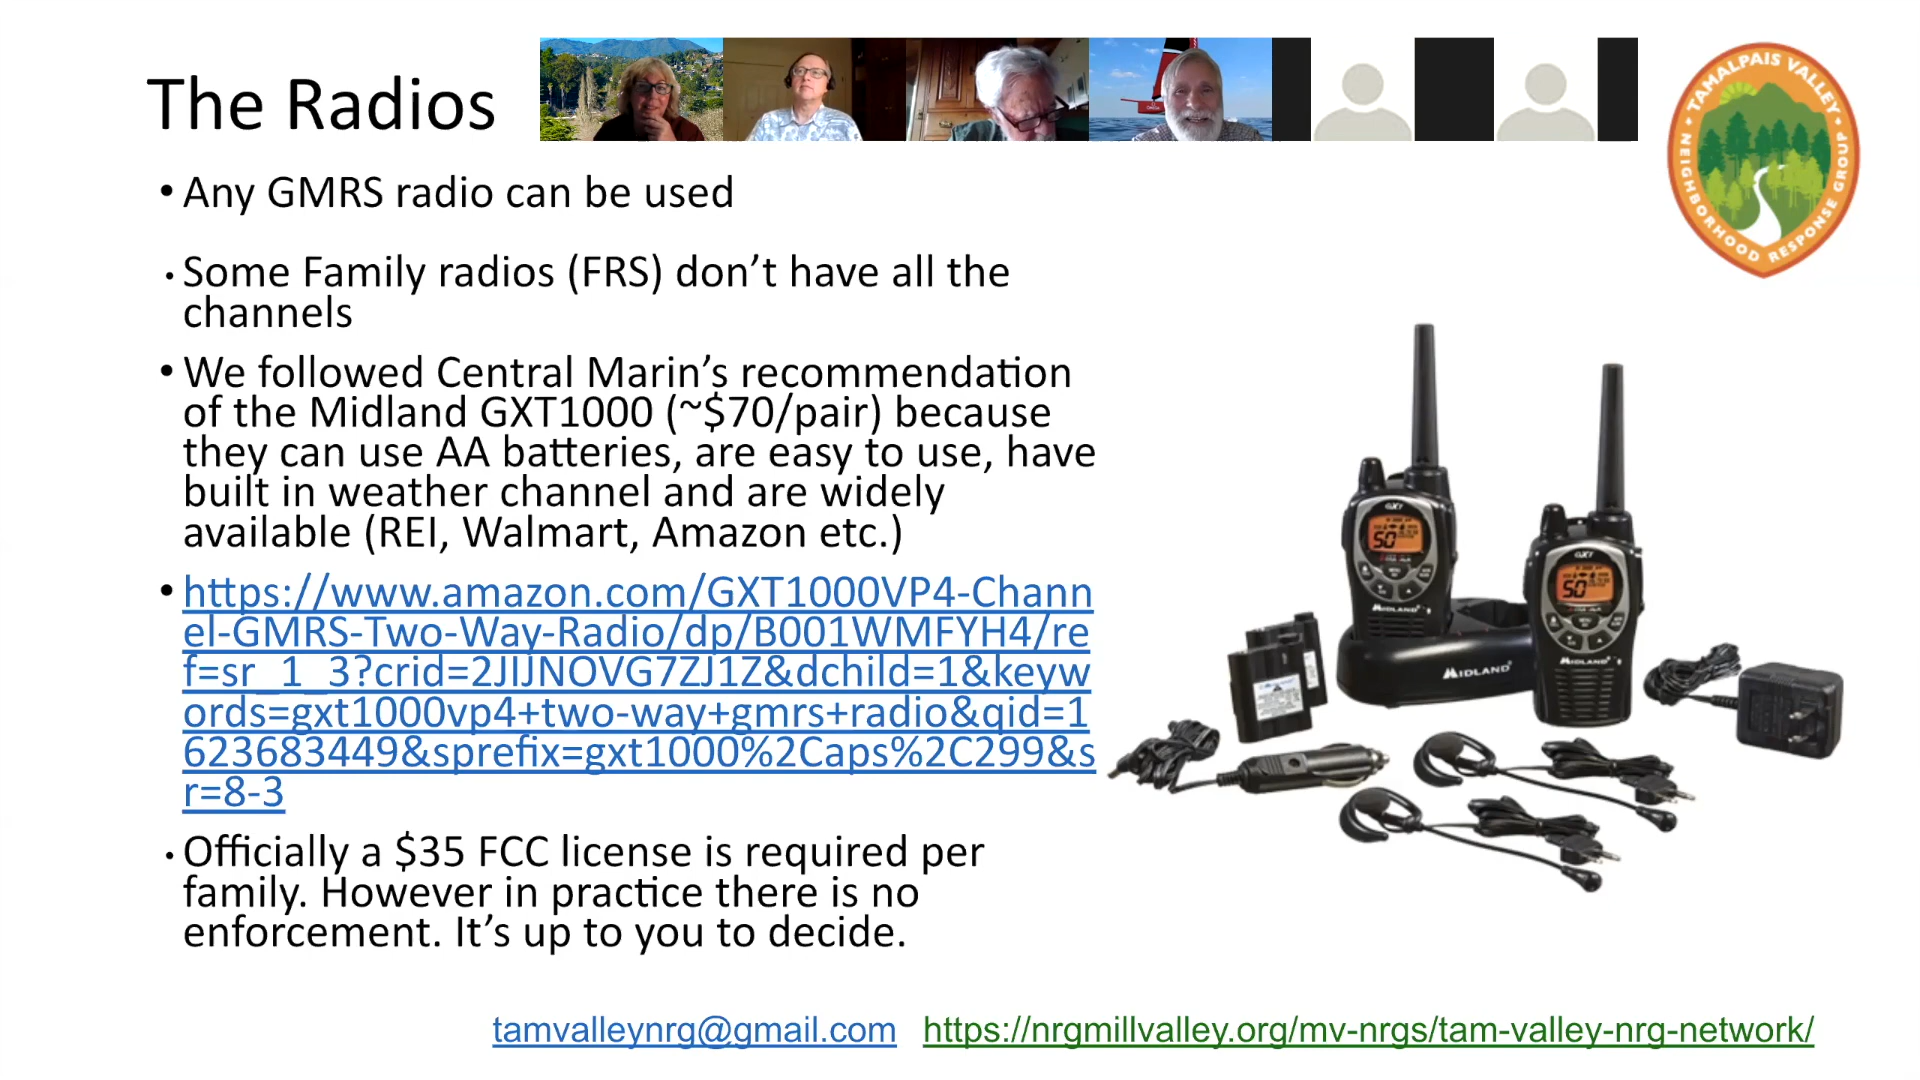 The Radios
TAMALPAIS VALLEY
NEIGHBORHOOD RESPONSE GROUP
• Any GMRS radio can be used
• Some Family radios (FRS) don’t have all the
channels
• We followed Central Marin’s recommendation
of the Midland GXT1000 (~$70/pair) because
they can use AA batteries, are easy to use, have
built in weather channel and are widely
available (REI, Walmart, Amazon etc.)
• https://www.amazon.com/GXT1000VP4-Chann
el-GMRS-Two-Way-Radio/dp/B001WMFYH4/re
f=sr_1_3?crid=2JIJNOVG7ZJ1Z&dchild=1&keyw
ords=gxt1000vp4+two-way+gmrs+radio&qid=1
623683449&sprefix=gxt1000%2Caps%2C299&s
r=8-3
• Officially a $35 FCC license is required per
family. However in practice there is no
enforcement. It’s up to you to decide.
GXT
50
MIDLAND
GXT
50
MIDLAND
MIDLAND
tamvalleynrg@gmail.com https://nrgmillvalley.org/mv-nrgs/tam-valley-nrg-network/